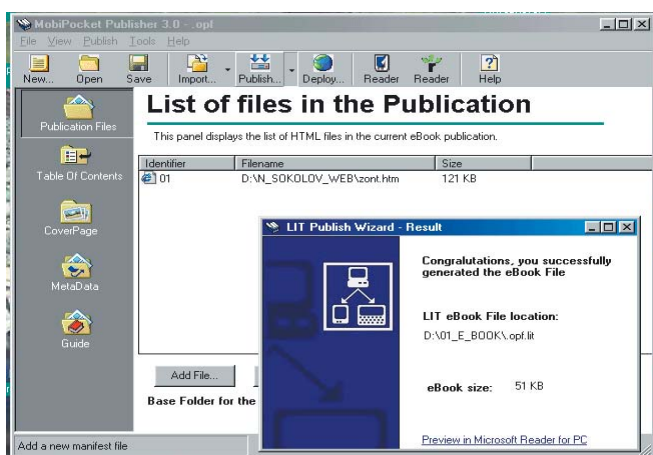 MobiPocket Publisher 3.0 - .opf
File View Publish Tools Help
New... Open Save Import... Publish... Deploy... Reader Reader Help
Publication Files
Table Of Contents
CoverPage
MetaData
Guide
List of files in the Publication
This panel displays the list of HTML files in the current eBook publication.
Identifier Filename Size
01 D:\N_SOKOLOV_WEB\zont.htm 121 KB
Add File...
Base Folder for the
LIT Publish Wizard - Result
Congralutations, you successfully
generated the eBook File
LIT eBook File location:
D:\01_E_BOOK\.opf.lit
eBook size: 51 KB
Preview in Microsoft Reader for PC
Add a new manifest file